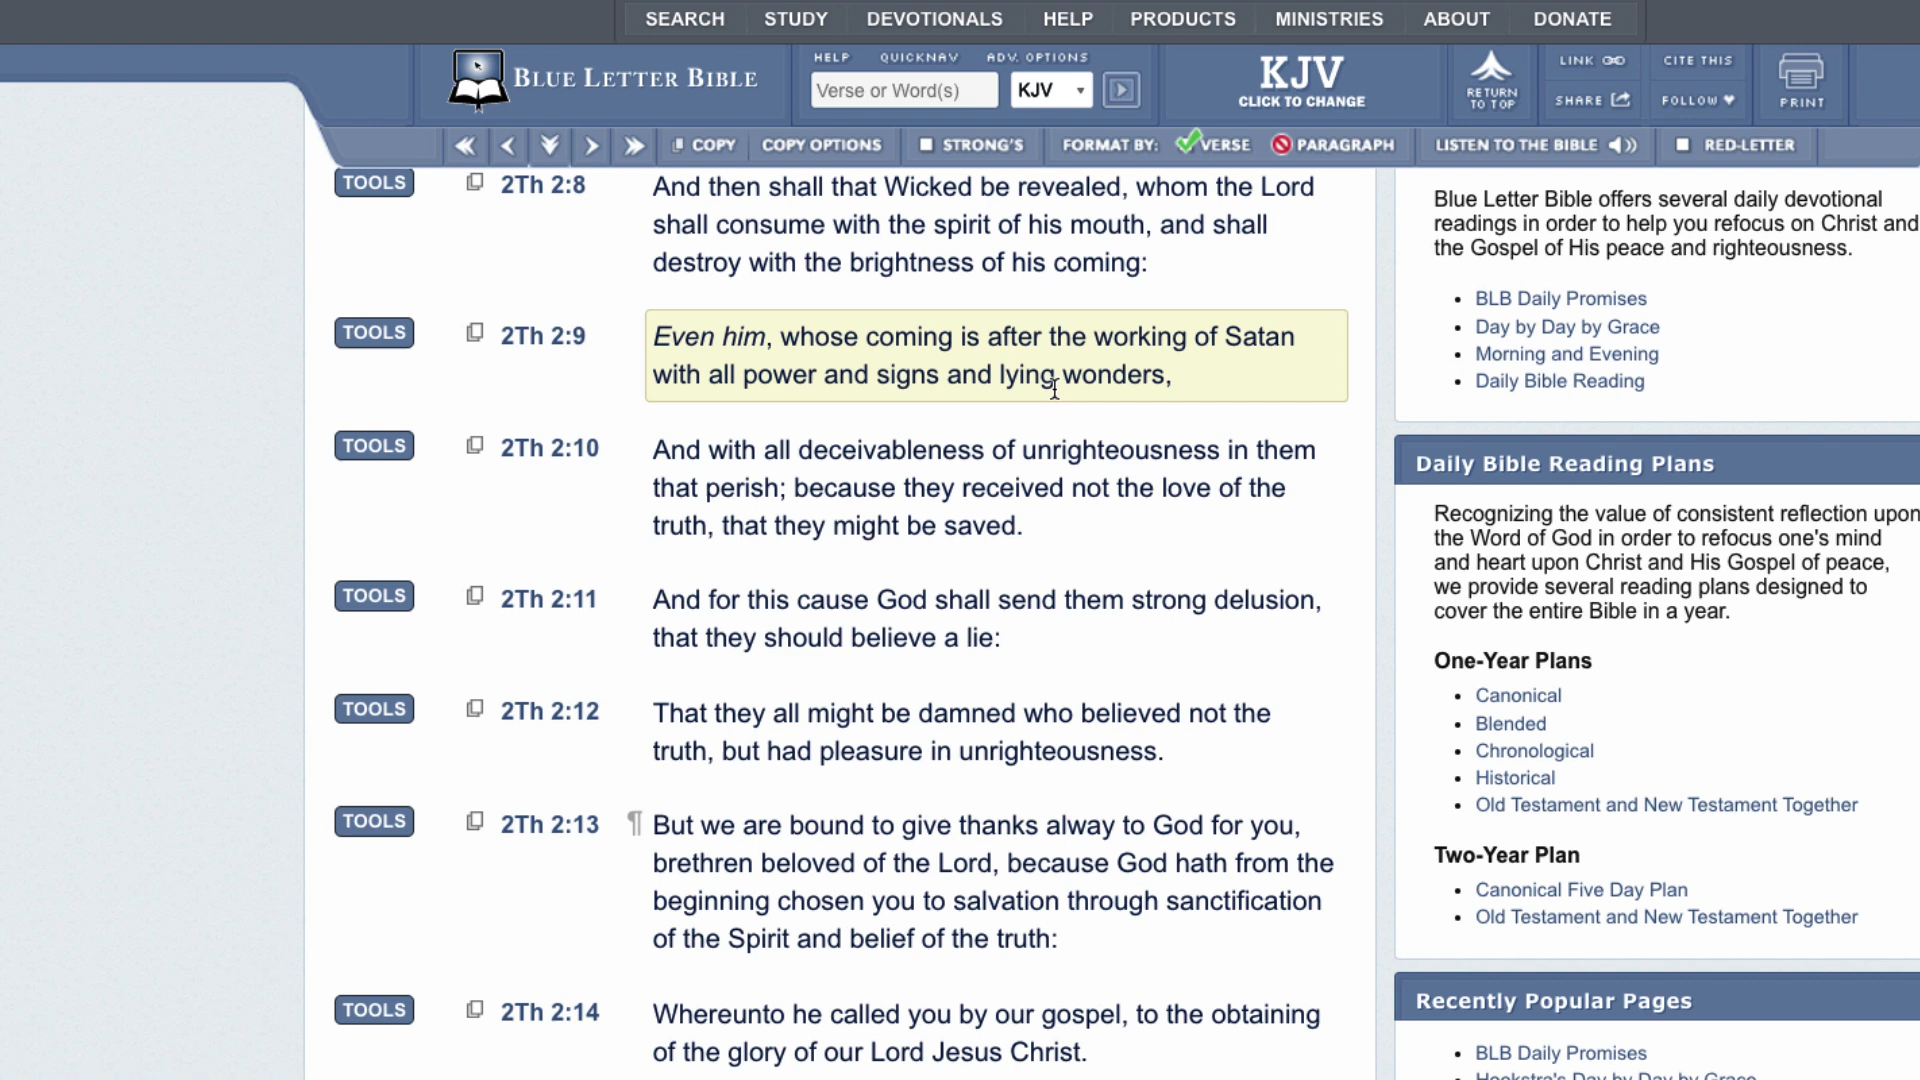 SEARCH STUDY DEVOTIONALS HELP PRODUCTS MINISTRIES ABOUT DONATE
BLUE LETTER BIBLE
HELP QUICKNAV ADV. OPTIONS
Verse or Word(s) KJV
KJV
CLICK TO CHANGE
RETURN
TO TOP
LINK
SHARE
CITE THIS
FOLLOW
PRINT
COPY COPY OPTIONS STRONG'S FORMAT BY: VERSE PARAGRAPH LISTEN TO THE BIBLE RED-LETTER
TOOLS 2Th 2:8 And then shall that Wicked be revealed, whom the Lord
shall consume with the spirit of his mouth, and shall
destroy with the brightness of his coming:
TOOLS 2Th 2:9 Even him, whose coming is after the working of Satan
with all power and signs and lying wonders,
TOOLS 2Th 2:10 And with all deceivableness of unrighteousness in them
that perish; because they received not the love of the
truth, that they might be saved.
TOOLS 2Th 2:11 And for this cause God shall send them strong delusion,
that they should believe a lie:
TOOLS 2Th 2:12 That they all might be damned who believed not the
truth, but had pleasure in unrighteousness.
TOOLS 2Th 2:13 ¶ But we are bound to give thanks alway to God for you,
brethren beloved of the Lord, because God hath from the
beginning chosen you to salvation through sanctification
of the Spirit and belief of the truth:
TOOLS 2Th 2:14 Whereunto he called you by our gospel, to the obtaining
of the glory of our Lord Jesus Christ.
Blue Letter Bible offers several daily devotional
readings in order to help you refocus on Christ and
the Gospel of His peace and righteousness.
• BLB Daily Promises
• Day by Day by Grace
• Morning and Evening
• Daily Bible Reading
Daily Bible Reading Plans
Recognizing the value of consistent reflection upon
the Word of God in order to refocus one's mind
and heart upon Christ and His Gospel of peace,
we provide several reading plans designed to
cover the entire Bible in a year.
One-Year Plans
• Canonical
• Blended
• Chronological
• Historical
• Old Testament and New Testament Together
Two-Year Plan
• Canonical Five Day Plan
• Old Testament and New Testament Together
Recently Popular Pages
• BLB Daily Promises
Hookstra's Day by Day by Grace